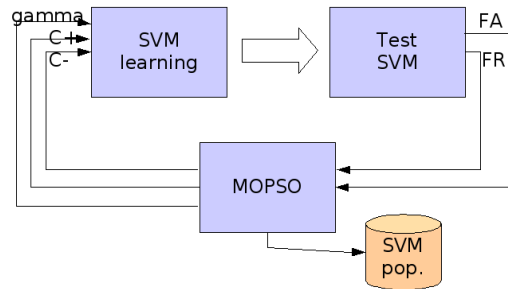 gamma
C+
C-
SVM
learning
Test
SVM
FA
FR
MOPSO
SVM
pop.